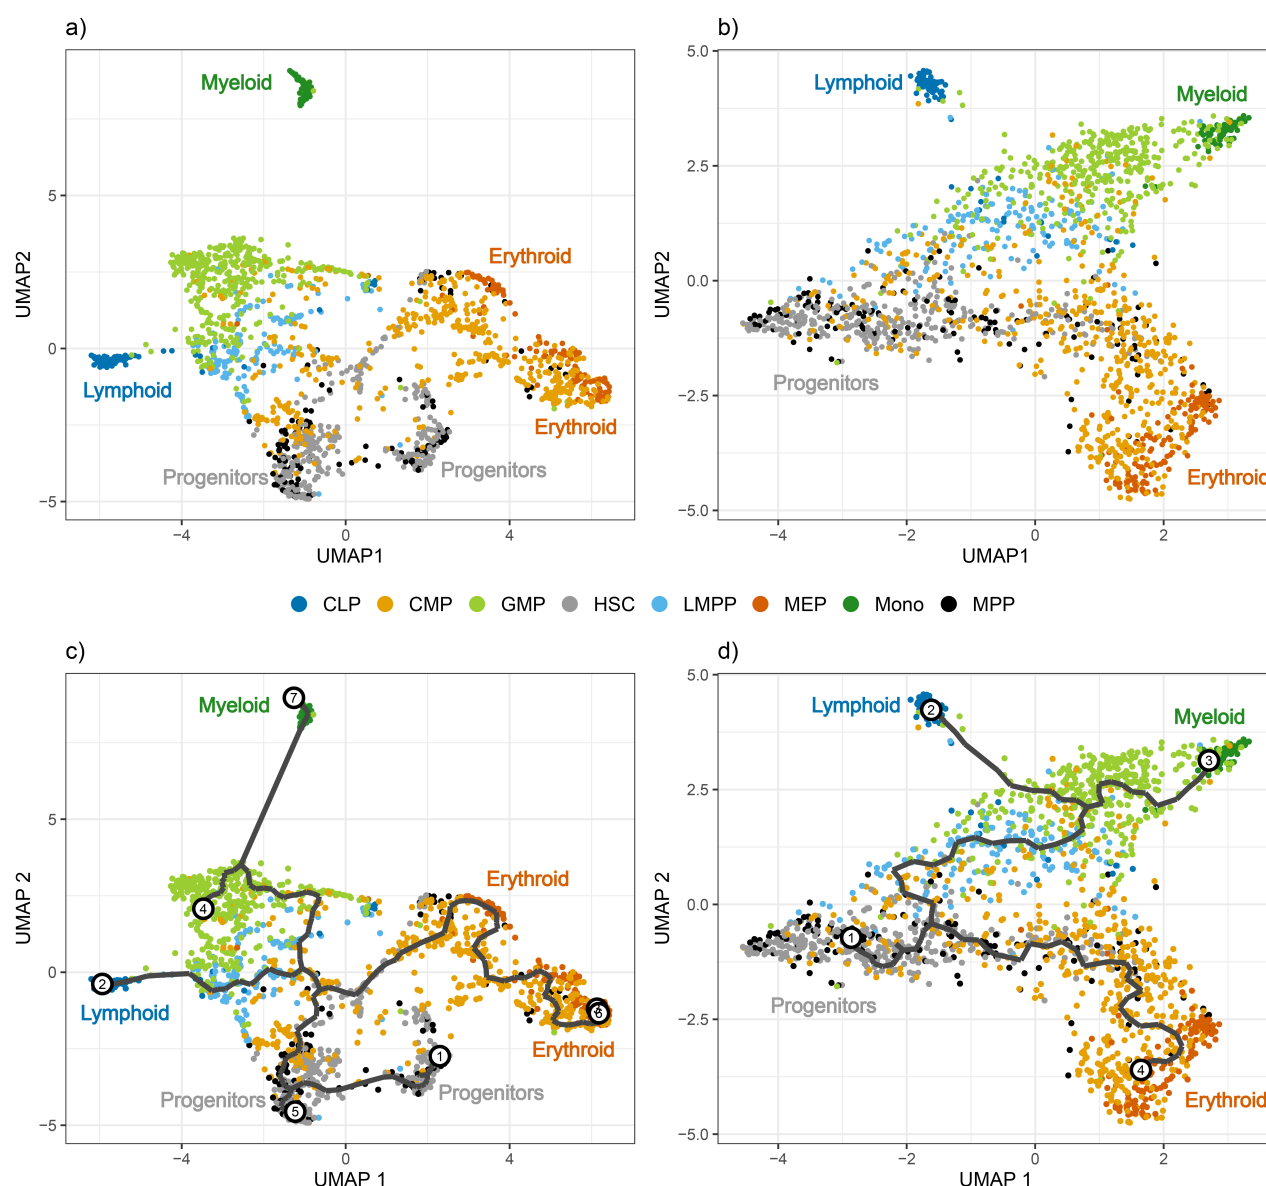 a)
Myeloid
Erythroid
Lymphoid
Erythroid
Progenitors
Progenitors
5
0
−5
−4
0
4
UMAP1
UMAP2
b)
Lymphoid
Myeloid
Progenitors
Erythroid
5.0
2.5
0.0
−2.5
−5.0
−4
−2
0
2
UMAP1
UMAP2
CLP CMP GMP HSC LMPP MEP Mono MPP
c)
Myeloid
7
Erythroid
4
2
Lymphoid
Erythroid
1
Progenitors
Progenitors
5
5
0
−5
−4
0
4
UMAP 1
UMAP 2
d)
Lymphoid
2
Myeloid
3
1
Progenitors
4
Erythroid
5.0
2.5
0.0
−2.5
−5.0
−4
−2
0
2
UMAP 1
UMAP 2